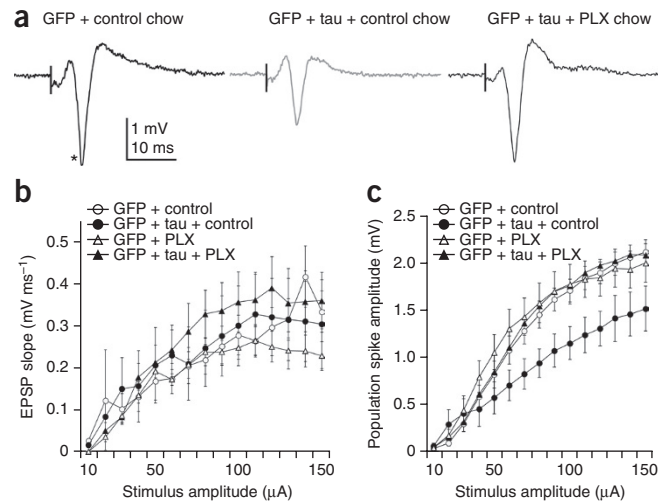 a
GFP + control chow
GFP + tau + control chow
GFP + tau + PLX chow
*
1 mV
10 ms
b
GFP + control
GFP + tau + control
GFP + PLX
GFP + tau + PLX
EPSP slope (mV ms⁻¹)
0.5
0.4
0.3
0.2
0.1
0
10
50
100
150
Stimulus amplitude (μA)
c
GFP + control
GFP + tau + control
GFP + PLX
GFP + tau + PLX
Population spike amplitude (mV)
2.5
2.0
1.5
1.0
0.5
0
10
50
100
150
Stimulus amplitude (μA)